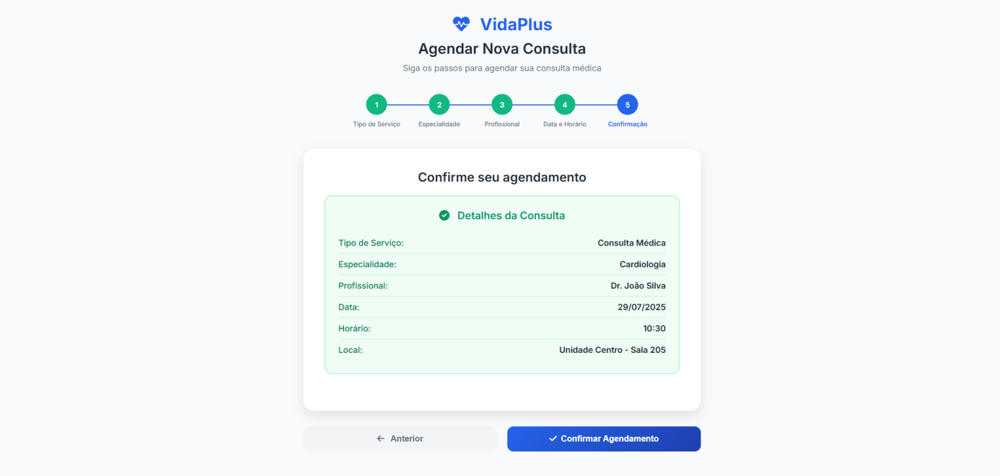 VidaPlus
Agendar Nova Consulta
Siga os passos para agendar sua consulta médica
1 2 3 4 5
Tipo de Serviço Especialidade Profissional Data e Horário Confirmação
Confirme seu agendamento
Detalhes da Consulta
Tipo de Serviço: Consulta Médica
Especialidade: Cardiologia
Profissional: Dr. João Silva
Data: 29/07/2025
Horário: 10:30
Local: Unidade Centro - Sala 205
Anterior Confirmar Agendamento